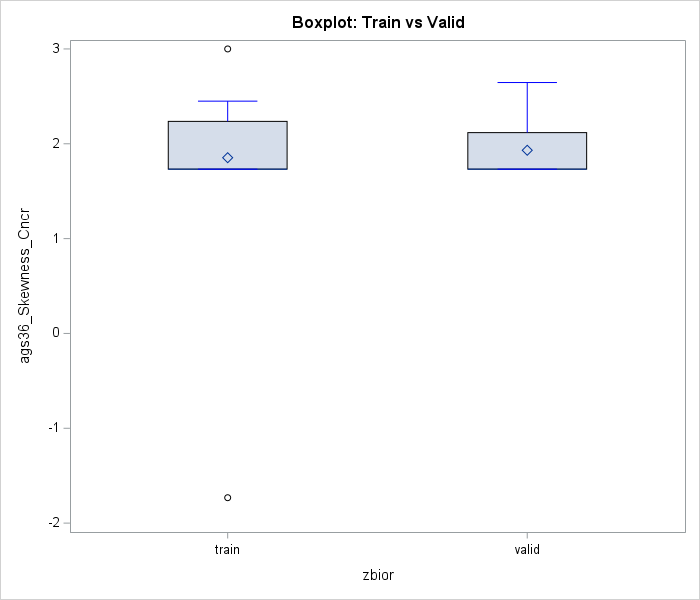 Boxplot: Train vs Valid
ags36_Skewness_Cncr
3
2
1
0
-1
-2
train
valid
zbior